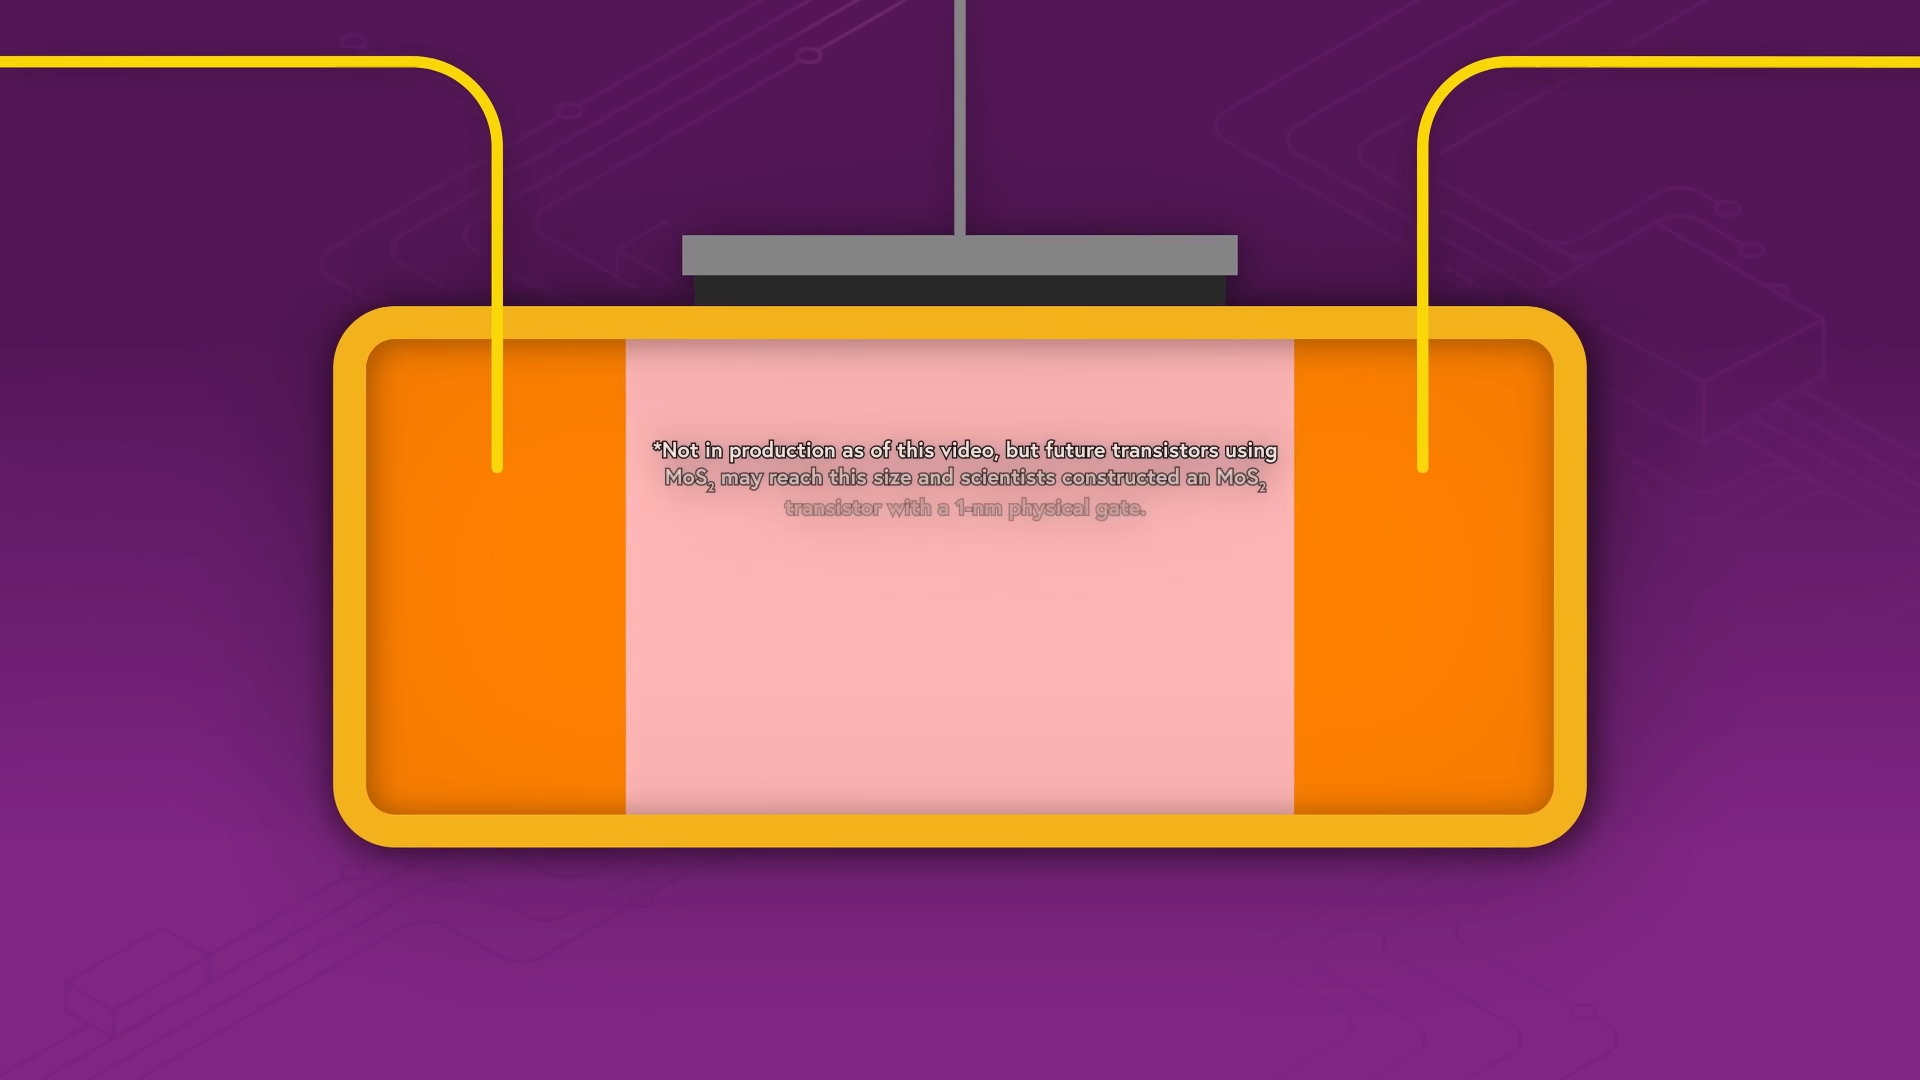 *Not in production as of this video, but future transistors using
MoS₂ may reach this size and scientists constructed an MoS₂
transistor with a 1-nm physical gate.